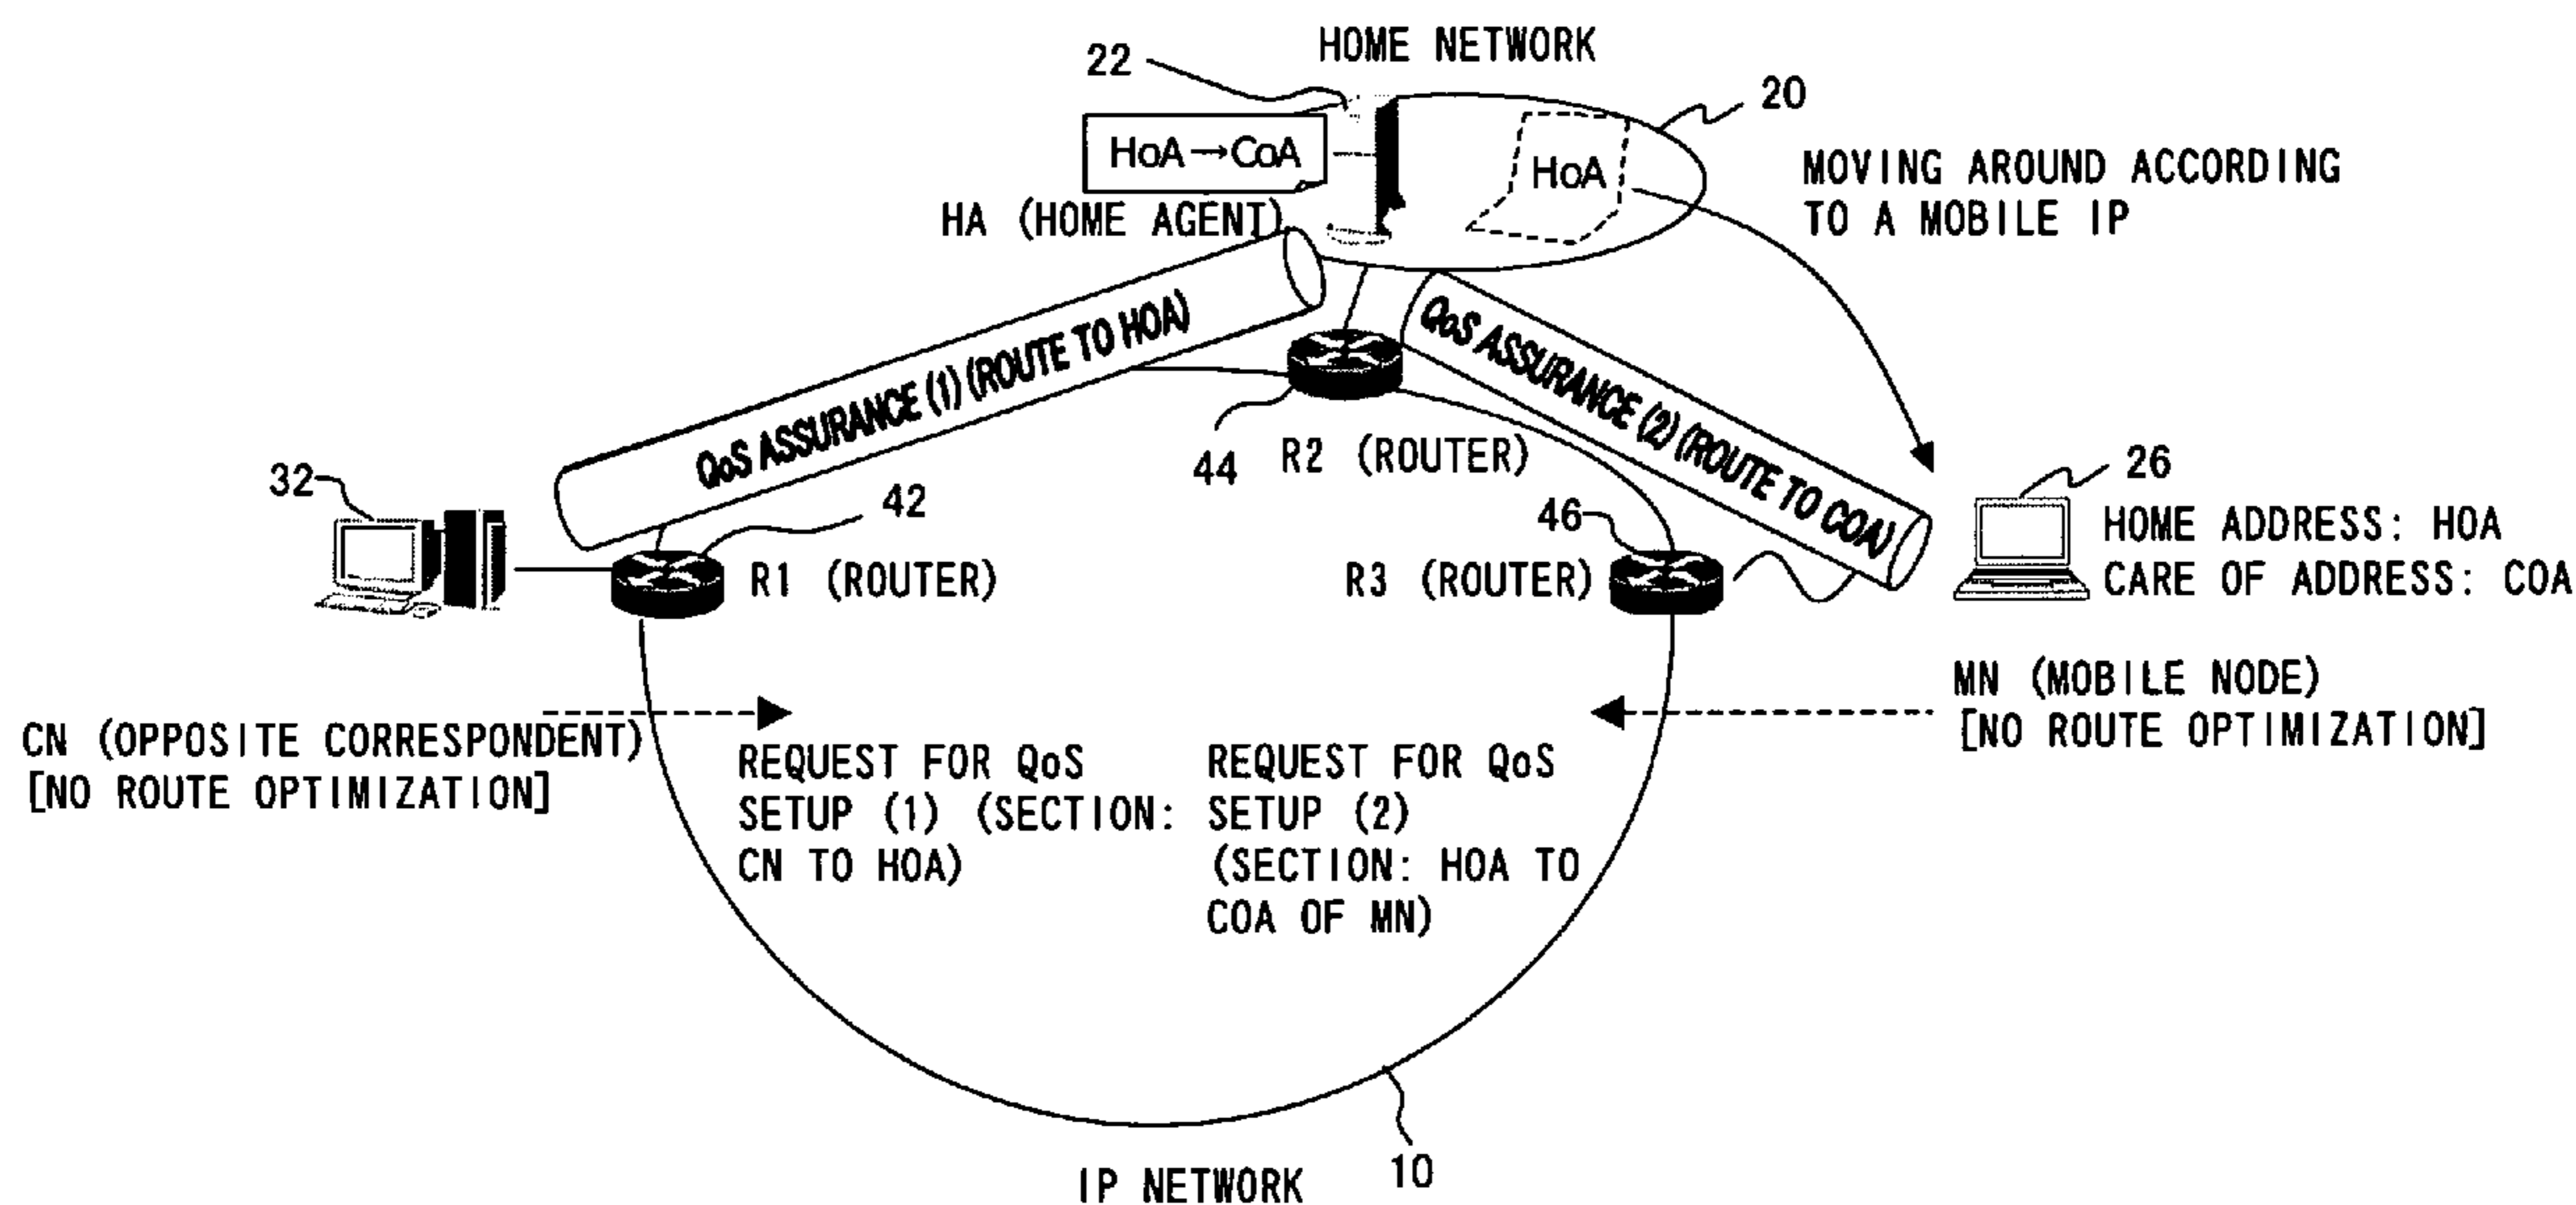 HOME NETWORK
22
20
HoA→CoA
HoA
HA (HOME AGENT)
MOVING AROUND ACCORDING
TO A MOBILE IP
QoS ASSURANCE (1) (ROUTE TO HOA)
QoS ASSURANCE (2) (ROUTE TO COA)
44
R2 (ROUTER)
32
42
R1 (ROUTER)
46
R3 (ROUTER)
26
HOME ADDRESS: HOA
CARE OF ADDRESS: COA
CN (OPPOSITE CORRESPONDENT)
[NO ROUTE OPTIMIZATION]
REQUEST FOR QoS
SETUP (1) (SECTION:
CN TO HOA)
REQUEST FOR QoS
SETUP (2)
(SECTION: HOA TO
COA OF MN)
MN (MOBILE NODE)
[NO ROUTE OPTIMIZATION]
10
IP NETWORK